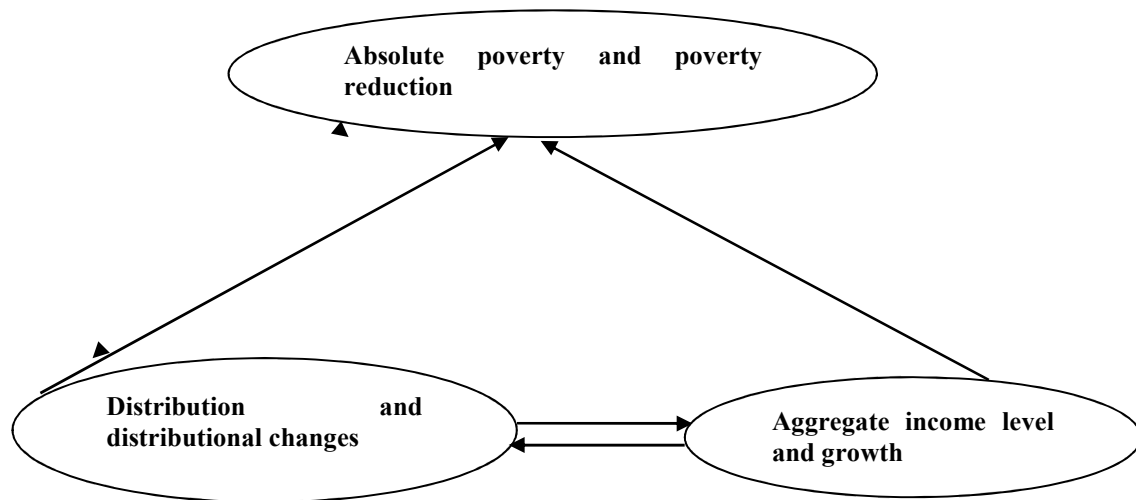 Absolute poverty and poverty
reduction
Distribution and
distributional changes
Aggregate income level
and growth